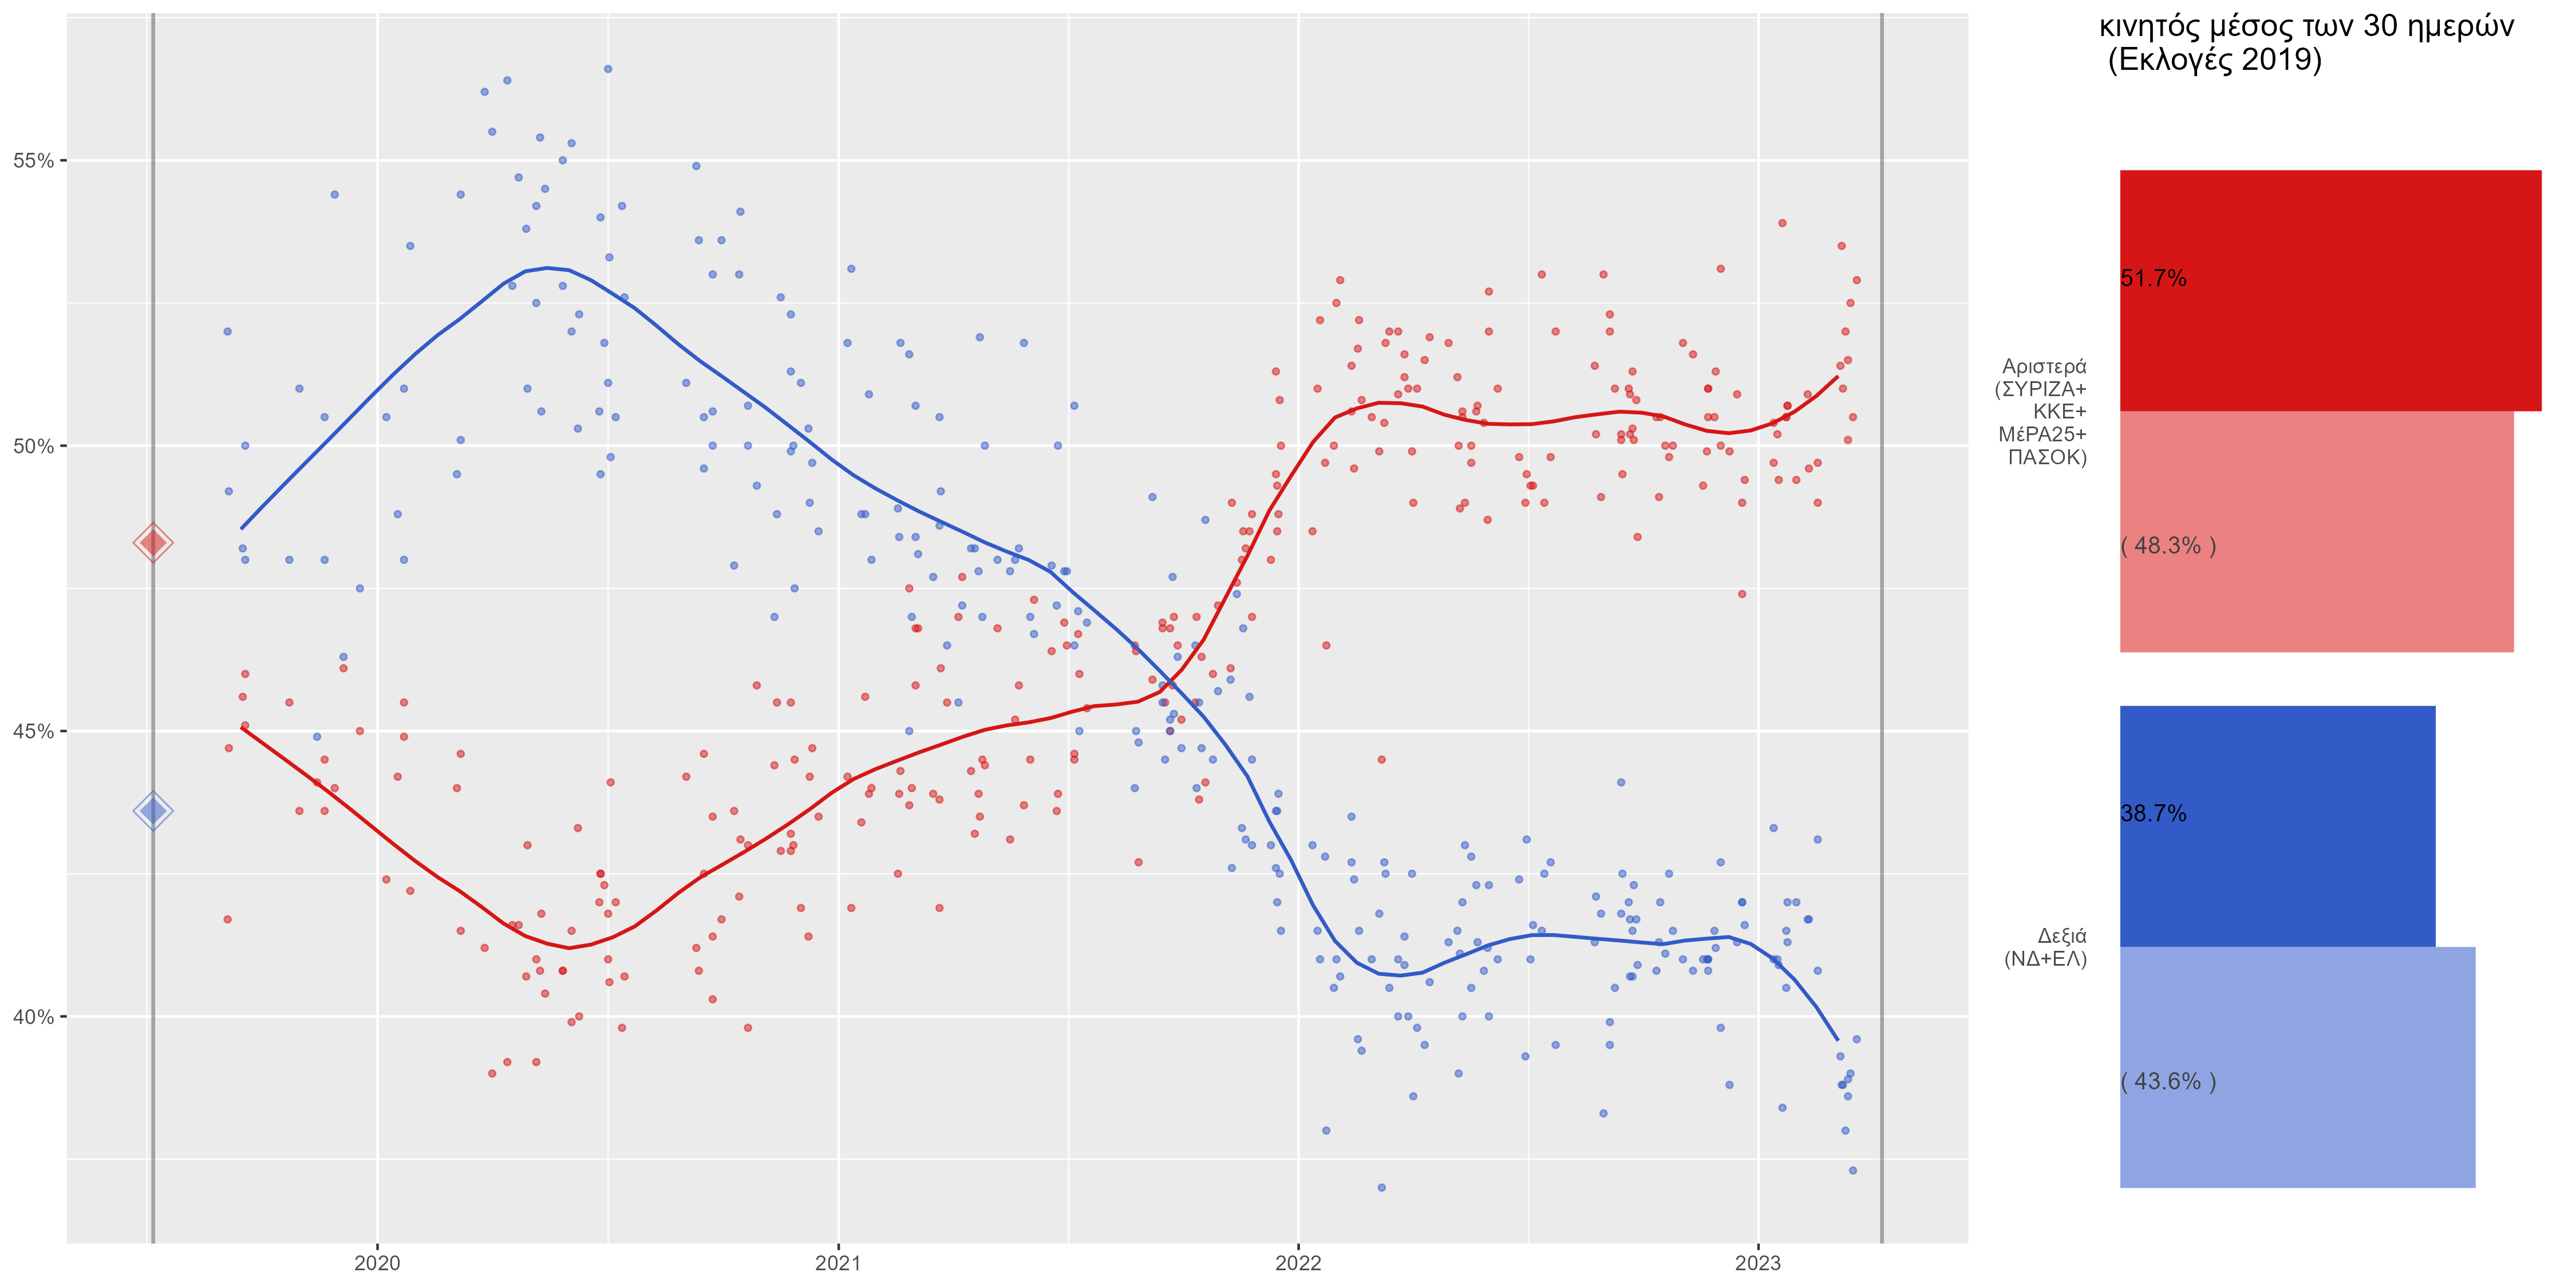 κινητός μέσος των 30 ημερών
(Εκλογές 2019)
55%
50%
45%
40%
2020
2021
2022
2023
Αριστερά
(ΣΥΡΙΖΑ+
ΚΚΕ+
ΜέΡΑ25+
ΠΑΣΟΚ)
51.7%
( 48.3% )
Δεξιά
(ΝΔ+ΕΛ)
38.7%
( 43.6% )